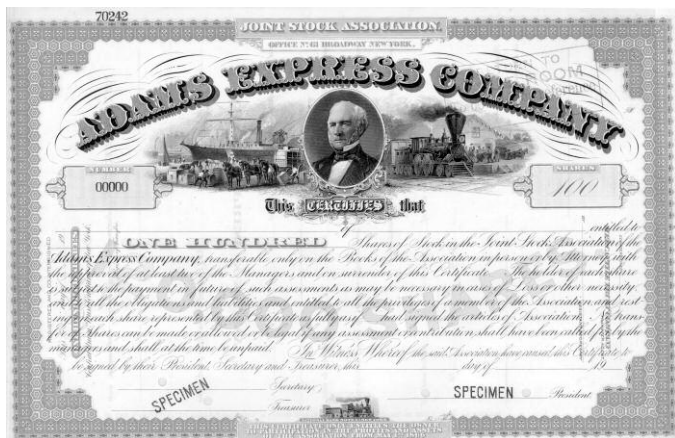 70242
JOINT STOCK ASSOCIATION.
OFFICE No. 61 BROADWAY NEW YORK.
ADAMS EXPRESS COMPANY
NUMBER
00000
SHARES
100
This CERTIFIES that
of entitled to
ONE HUNDRED Shares of Stock in the Joint Stock Association of the
Adams Express Company, transferable only on the Books of the Association in person or by Attorney with
the approval of at least two of the Managers and on surrender of this Certificate. The holder of each share
is subject to the payment in future of such assessments as may be necessary in cases of Loss or other necessity,
and to all the obligations and liabilities and entitled to all the privileges of a member of the Association and rest-
ing on each share represented by this Certificate as fully as if had signed the articles of Association. No trans-
fer of Shares can be made or allowed or be legal if any assessment or contribution shall have been called for by the
managers and shall at the time be unpaid. In Witness Whereof the said Association have caused this Certificate to
be signed by their President, Secretary and Treasurer, this day of 19
SPECIMEN Secretary. SPECIMEN President.
Treasurer